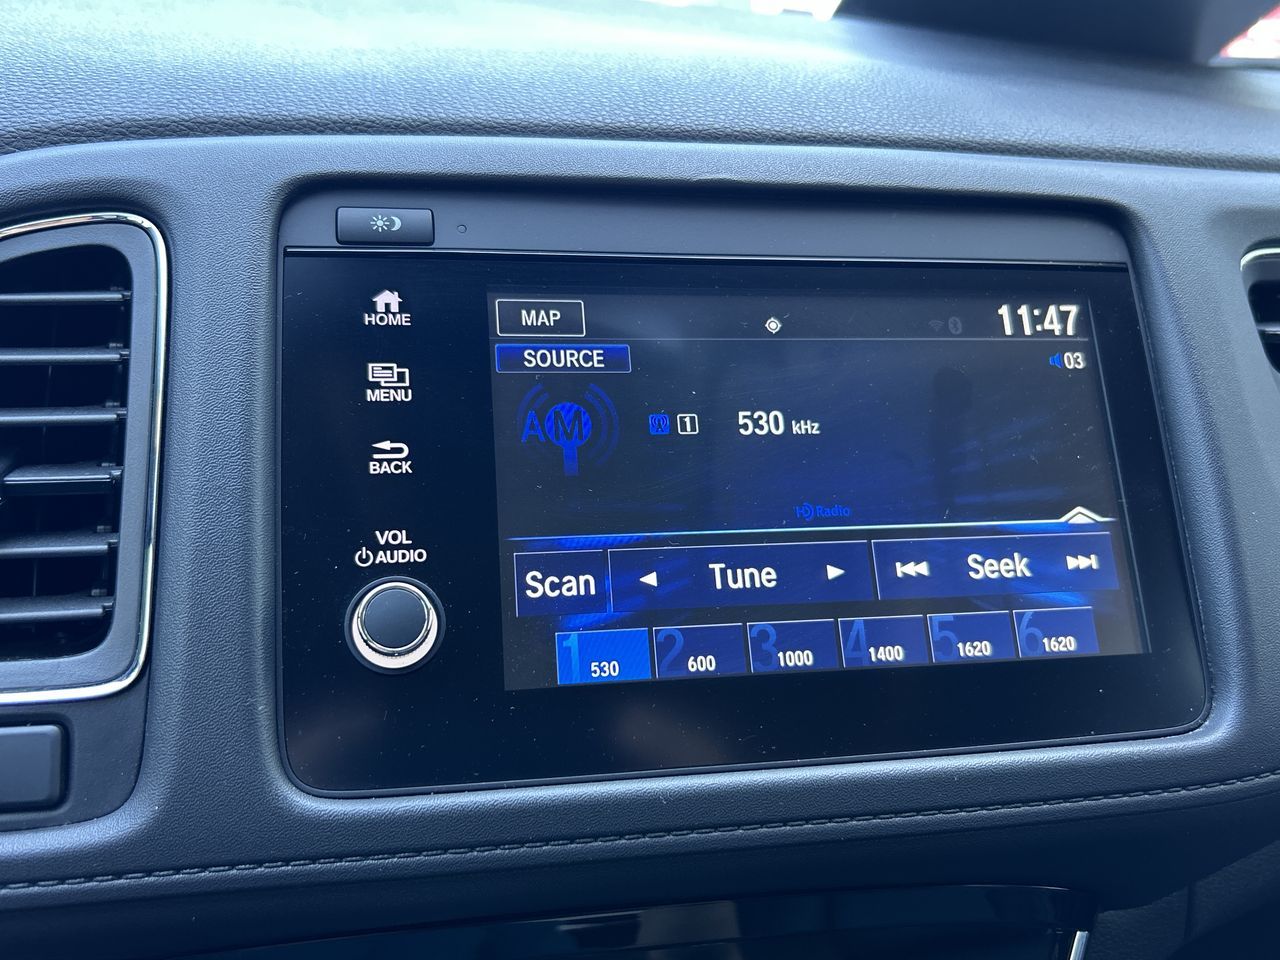 HOME
MENU
BACK
VOL
AUDIO
MAP
11:47
SOURCE
03
AM
1
530 kHz
HD Radio
Scan
Tune
Seek
1 530
2 600
3 1000
4 1400
5 1620
6 1620